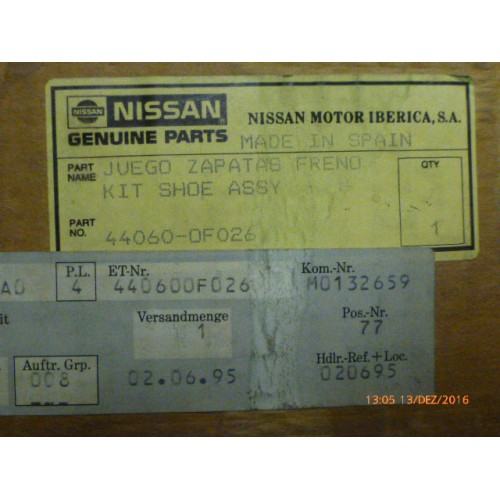 NISSAN NISSAN
GENUINE PARTS
NISSAN MOTOR IBERICA, S.A.
MADE IN SPAIN
PART NAME
JUEGO ZAPATAS FRENO
KIT SHOE ASSY
QTY
1
PART NO.
44060-0F026
A0
P.L.
4
ET-Nr.
440600F026
Kom.-Nr.
M0132659
it
Versandmenge
1
Pos.-Nr.
77
Auftr. Grp.
008
02.06.95
Hdlr.-Ref.+Loc.
020695
13:05 13/DEZ/2016